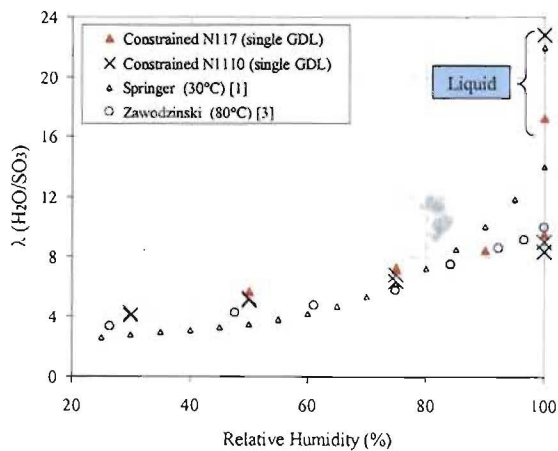 24
20
16
12
8
4
0
λ (H₂O/SO₃)
Constrained N117 (single GDL)
Constrained N1110 (single GDL)
Springer (30°C) [1]
Zawodzinski (80°C) [3]
Liquid
20 40 60 80 100
Relative Humidity (%)